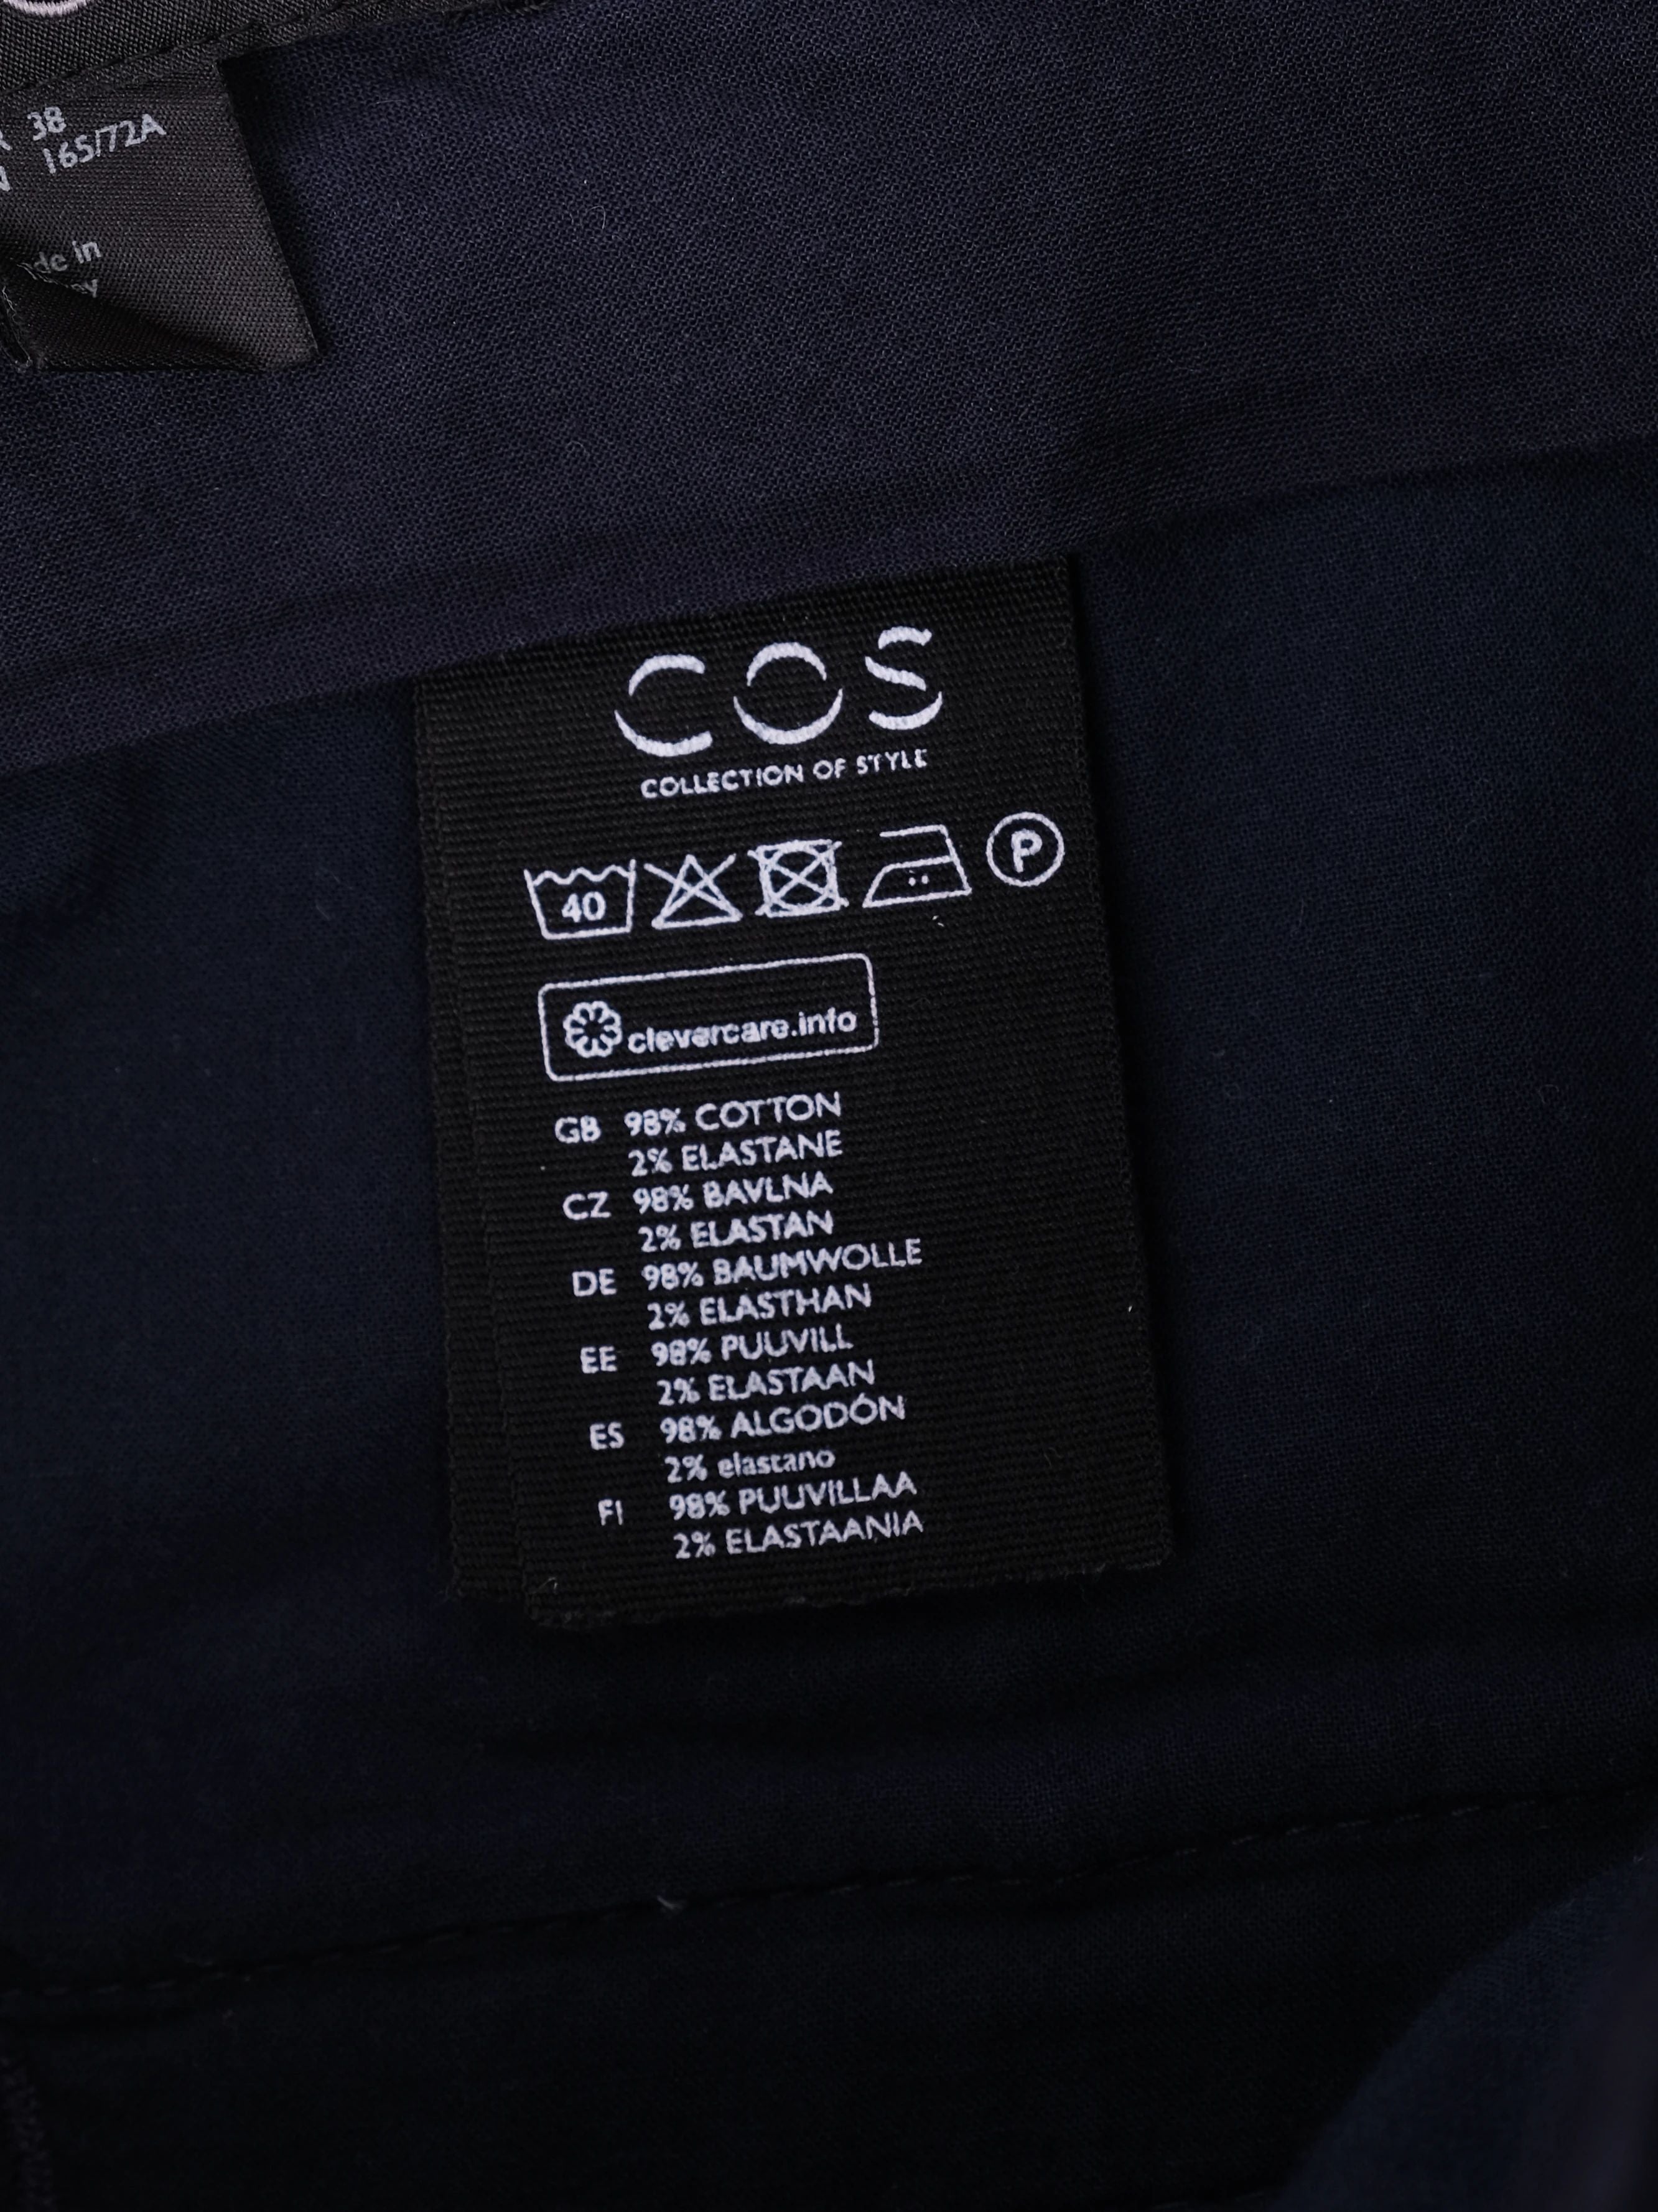 38
165/72A
in
COS
COLLECTION OF STYLE
40
P
clevercare.info
GB 98% COTTON
2% ELASTANE
CZ 98% BAVLNA
2% ELASTAN
DE 98% BAUMWOLLE
2% ELASTHAN
EE 98% PUUVILL
2% ELASTAAN
ES 98% ALGODÓN
2% elastano
FI 98% PUUVILLAA
2% ELASTAANIA